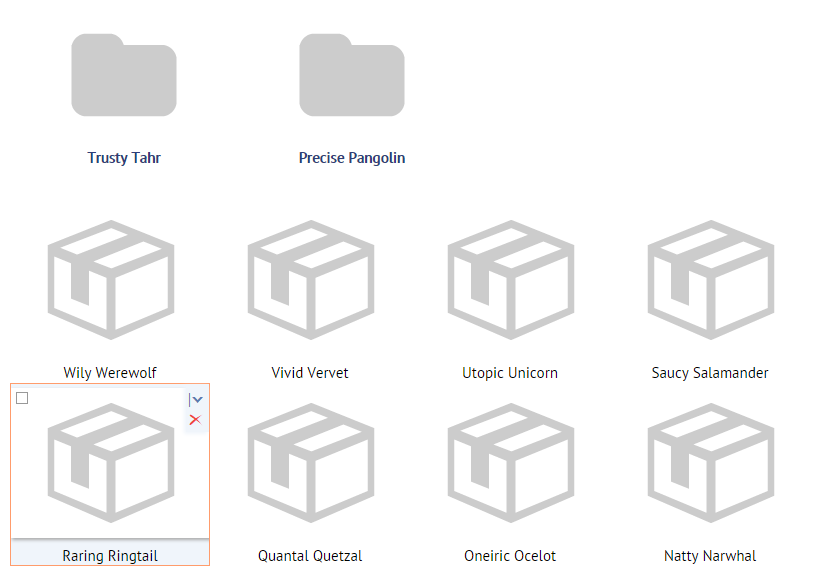 Trusty Tahr
Precise Pangolin
Wily Werewolf
Vivid Vervet
Utopic Unicorn
Saucy Salamander
Raring Ringtail
Quantal Quetzal
Oneiric Ocelot
Natty Narwhal